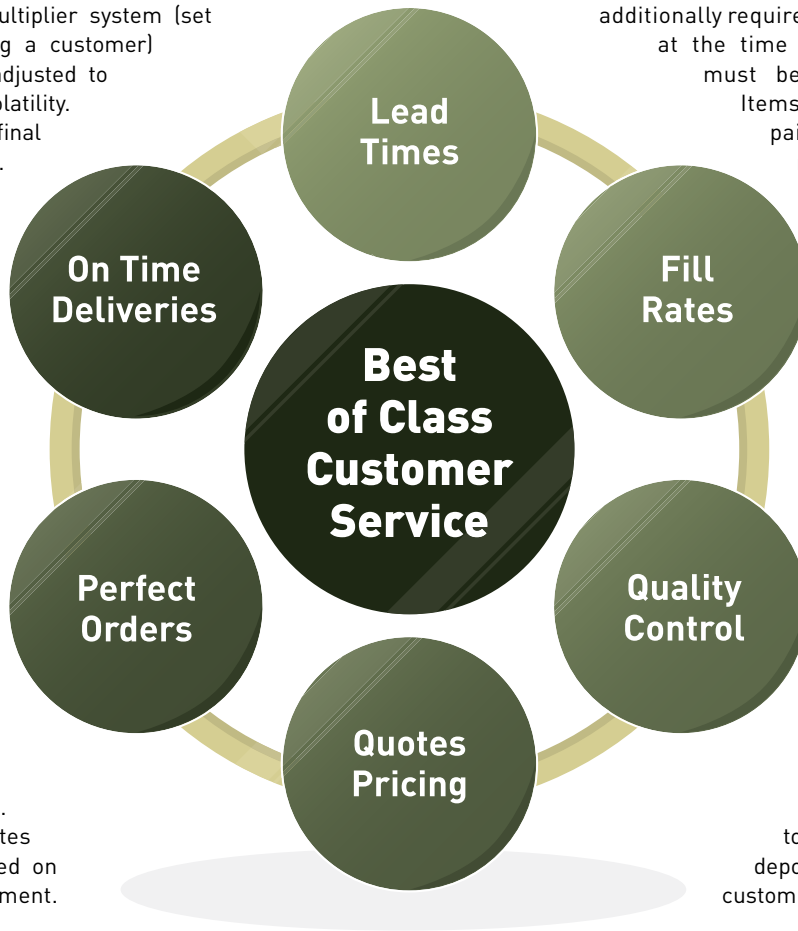 ultiplier system (set
g a customer)
adjusted to
olatility.
final
.
additionally require
at the time
must be
Items
pai
Lead
Times
On Time
Deliveries
Fill
Rates
Best
of Class
Customer
Service
Perfect
Orders
Quality
Control
Quotes
Pricing
.
tes
ed on
ment.
to
depo
custom